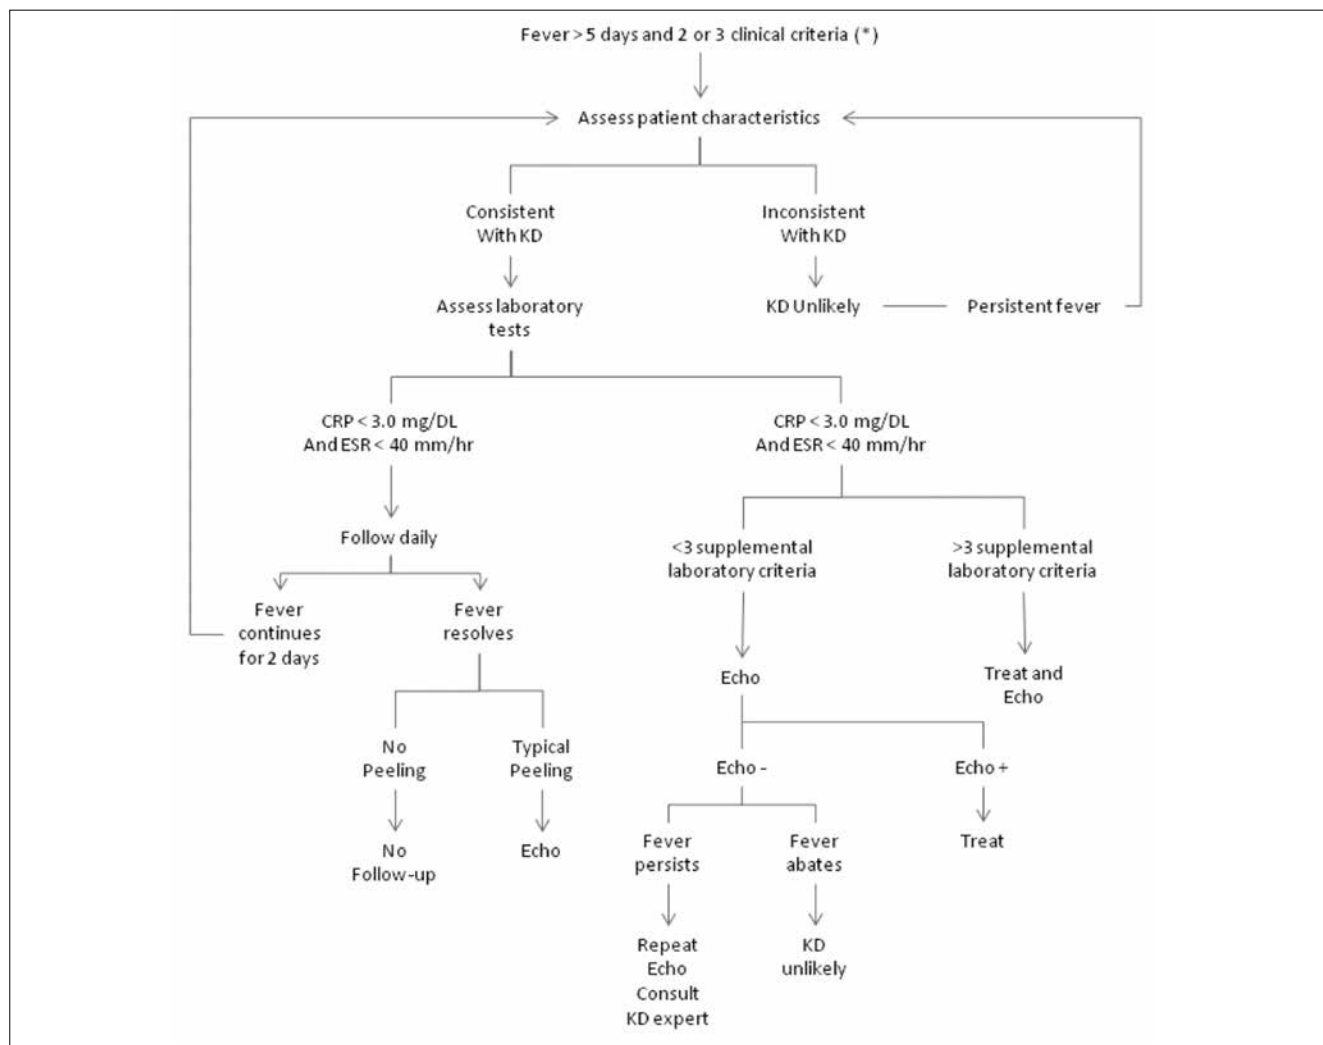 Fever > 5 days and 2 or 3 clinical criteria (*)
Assess patient characteristics
Consistent
With KD
Inconsistent
With KD
Assess laboratory
tests
KD Unlikely
Persistent fever
CRP < 3.0 mg/DL
And ESR < 40 mm/hr
CRP < 3.0 mg/DL
And ESR < 40 mm/hr
Follow daily
<3 supplemental
laboratory criteria
>3 supplemental
laboratory criteria
Fever
continues
for 2 days
Fever
resolves
Echo
Treat and
Echo
No
Peeling
Typical
Peeling
Echo -
Echo +
No
Follow-up
Echo
Fever
persists
Fever
abates
Treat
Repeat
Echo
Consult
KD expert
KD
unlikely